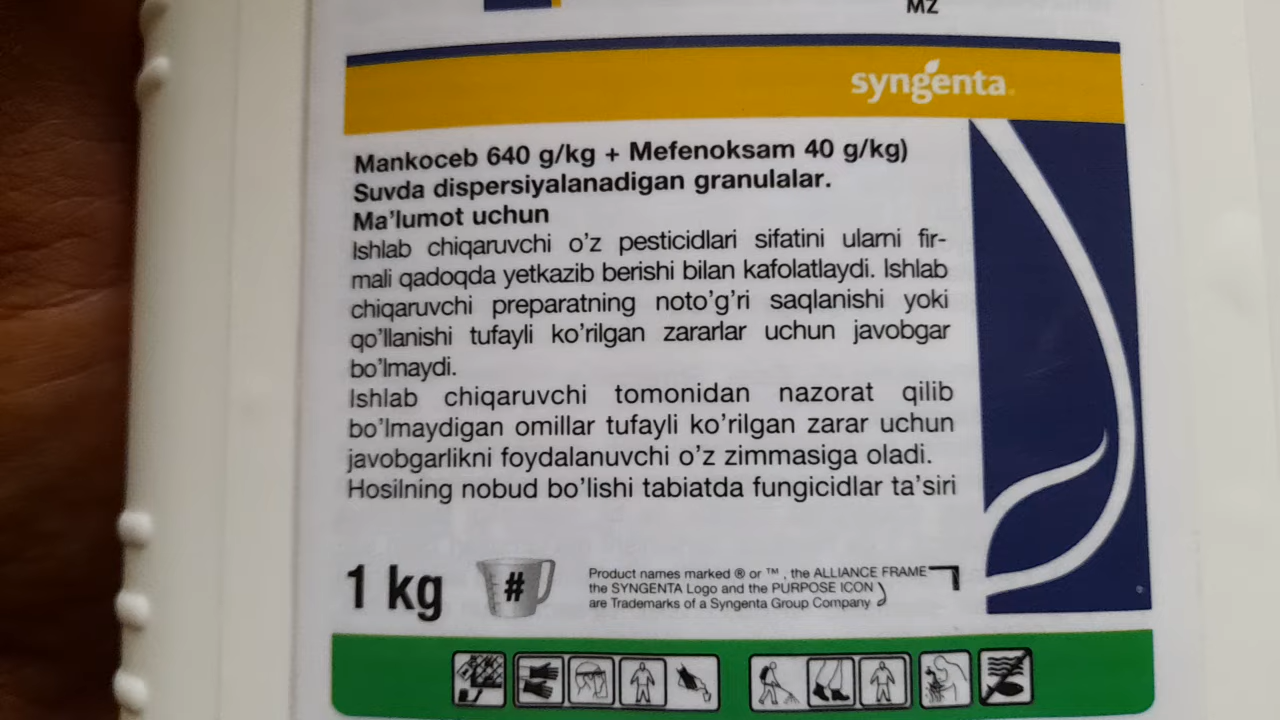 MZ
syngenta
Mankoceb 640 g/kg + Mefenoksam 40 g/kg)
Suvda dispersiyalanadigan granulalar.
Ma'lumot uchun
Ishlab chiqaruvchi o'z pesticidlari sifatini ularni fir-
mali qadoqda yetkazib berishi bilan kafolatlaydi. Ishlab
chiqaruvchi preparatning noto'g'ri saqlanishi yoki
qo'llanishi tufayli ko'rilgan zararlar uchun javobgar
bo'lmaydi.
Ishlab chiqaruvchi tomonidan nazorat qilib
bo'lmaydigan omillar tufayli ko'rilgan zarar uchun
javobgarlikni foydalanuvchi o'z zimmasiga oladi.
Hosilning nobud bo'lishi tabiatda fungicidlar ta'siri
1 kg
#
Product names marked ® or ™ , the ALLIANCE FRAME
the SYNGENTA Logo and the PURPOSE ICON
are Trademarks of a Syngenta Group Company